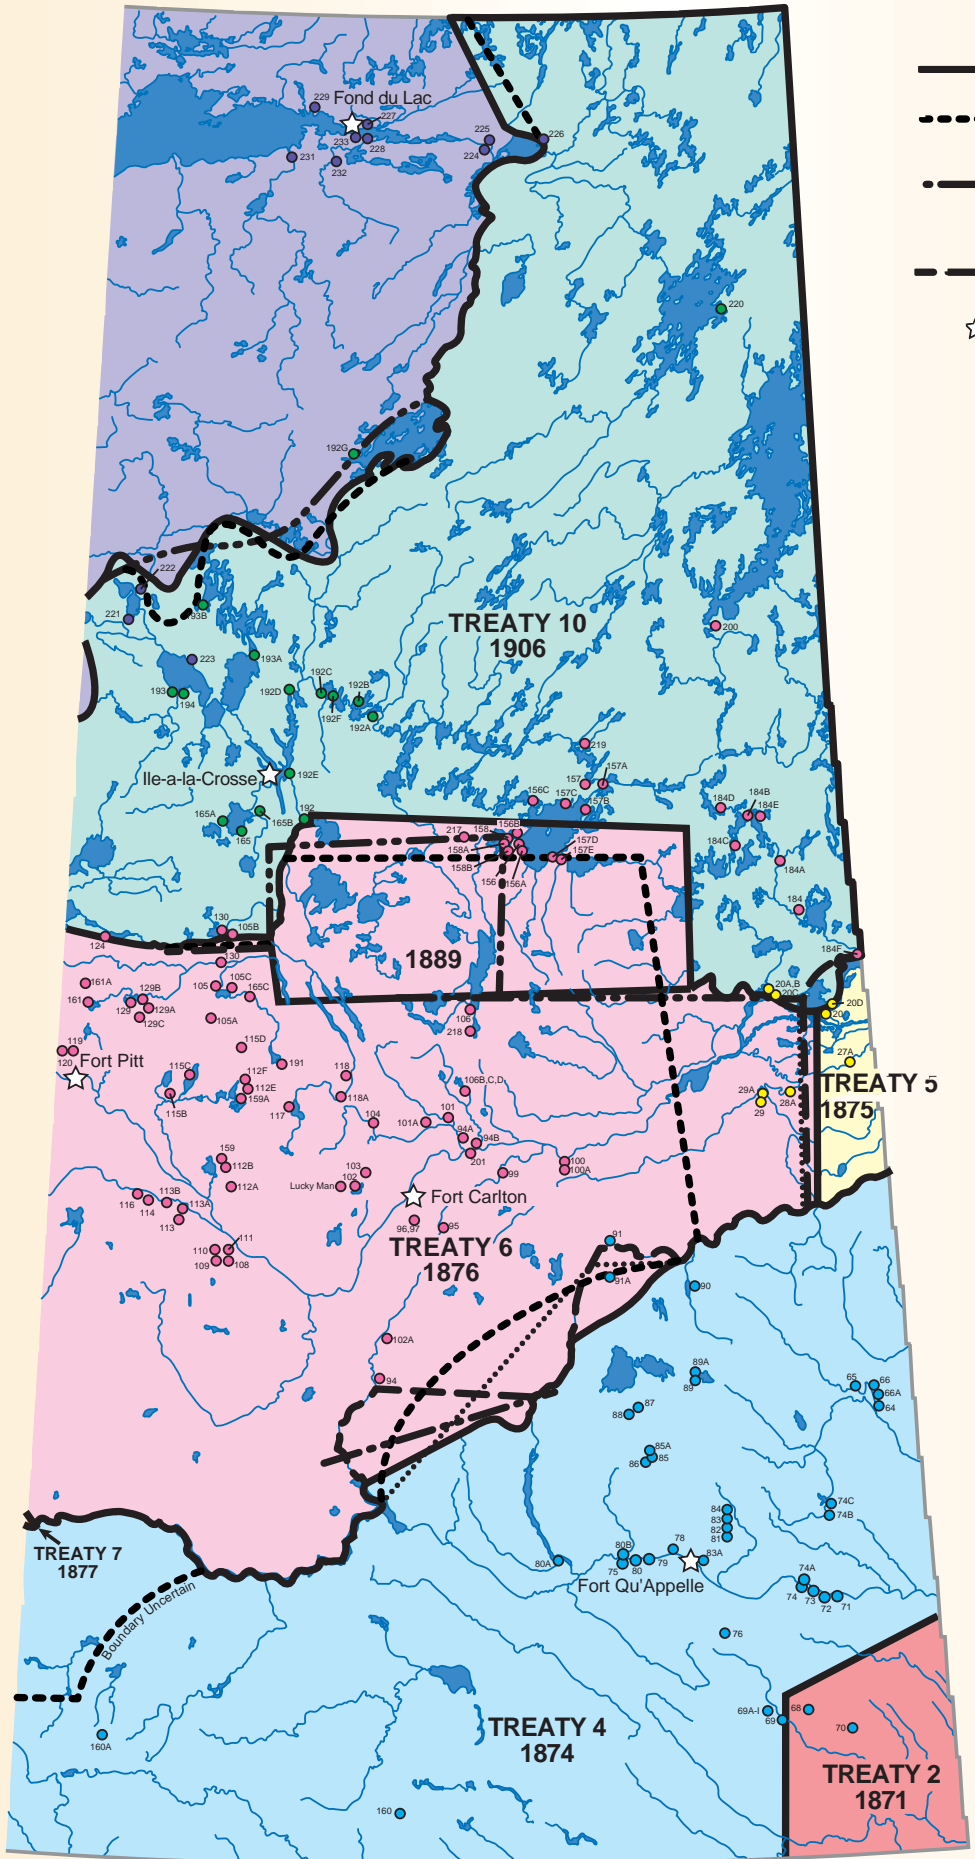 229
Fond du Lac
227
233
228
225
226
224
231
232
220
192G
222
221
193B
TREATY 10
1906
200
223
193A
193
194
192D
192C
192B
192F
192A
219
Ile-a-la-Crosse
192E
157
157A
156C
157C
157B
184D
184B
184E
165A
165B
192
165
217
158
156B
157D
158A
157E
158B
156
156A
184C
184A
184
130
105B
124
184F
1889
130
161A
105
105C
165C
20A,B
20C
161
129B
129
129A
129C
105A
106
20D
20
218
119
120
Fort Pitt
115D
191
27A
115C
112F
112E
159A
118
118A
106B,C,D
TREATY 5
1875
29A
28A
29
115B
117
104
101A
101
94A
94B
201
159
112B
112A
103
102
Lucky Man
99
100
100A
116
114
113B
113A
113
Fort Carlton
96,97
95
91
110
111
109
108
TREATY 6
1876
91A
90
102A
94
89A
89
65
66
66A
64
87
88
85A
85
86
84
83
82
81
74C
74B
TREATY 7
1877
80A
80B
75
80
79
78
83A
Fort Qu'Appelle
74A
74
73
72
71
Boundary Uncertain
76
160A
69A-I
69
68
70
TREATY 4
1874
TREATY 2
1871
160